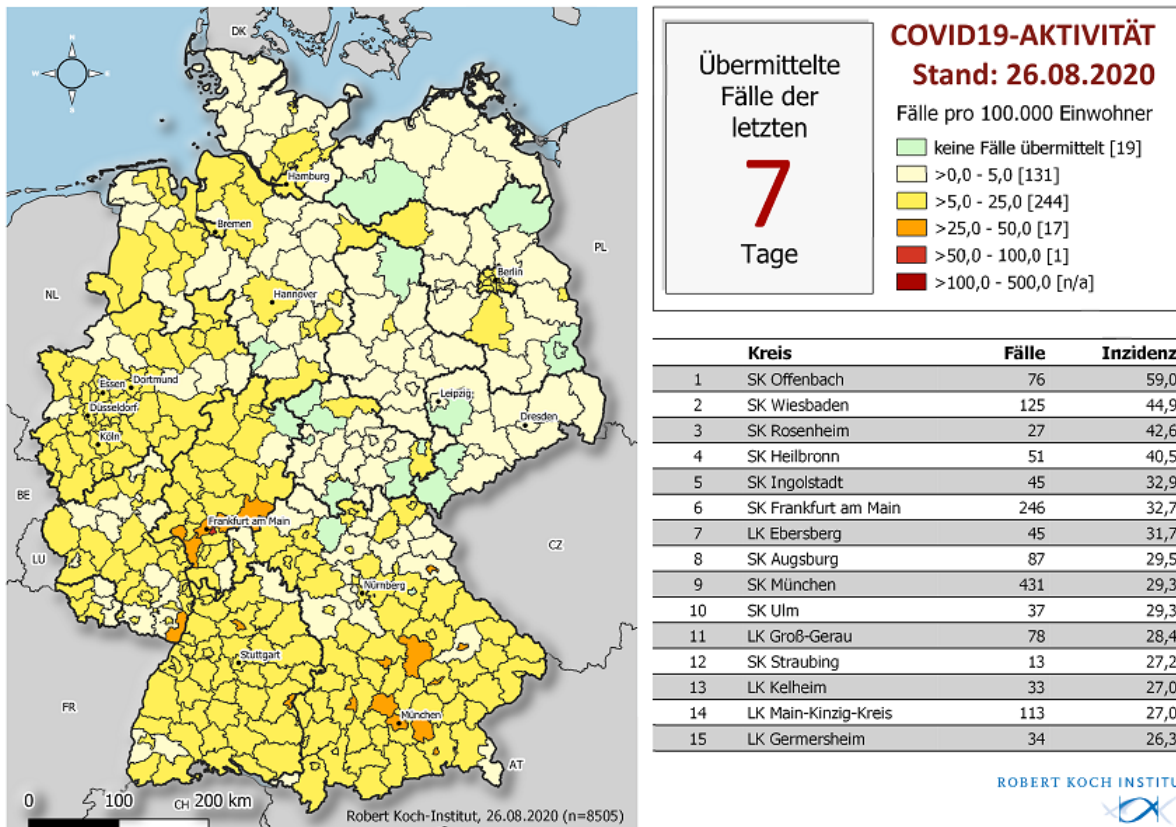 DK
Hamburg
Bremen
PL
Berlin
NL
Hannover
Essen
Dortmund
Düsseldorf
Leipzig
Dresden
Köln
BE
Frankfurt am Main
LU
CZ
Nürnberg
Stuttgart
FR
München
AT
CH
0 100 200 km
Robert Koch-Institut, 26.08.2020 (n=8505)
Übermittelte
Fälle der
letzten
7
Tage
COVID19-AKTIVITÄT
Stand: 26.08.2020
Fälle pro 100.000 Einwohner
keine Fälle übermittelt [19]
>0,0 - 5,0 [131]
>5,0 - 25,0 [244]
>25,0 - 50,0 [17]
>50,0 - 100,0 [1]
>100,0 - 500,0 [n/a]
Kreis Fälle Inzidenz
1 SK Offenbach 76 59,0
2 SK Wiesbaden 125 44,9
3 SK Rosenheim 27 42,6
4 SK Heilbronn 51 40,5
5 SK Ingolstadt 45 32,9
6 SK Frankfurt am Main 246 32,7
7 LK Ebersberg 45 31,7
8 SK Augsburg 87 29,5
9 SK München 431 29,3
10 SK Ulm 37 29,3
11 LK Groß-Gerau 78 28,4
12 SK Straubing 13 27,2
13 LK Kelheim 33 27,0
14 LK Main-Kinzig-Kreis 113 27,0
15 LK Germersheim 34 26,3
ROBERT KOCH INSTITU